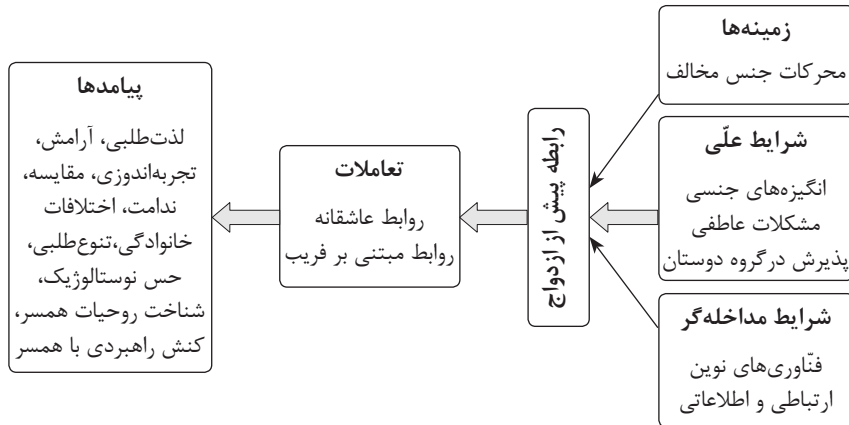 زمینه‌ها
محرکات جنس مخالف
شرایط علّی
انگیزه‌های جنسی
مشکلات عاطفی
پذیرش درگروه دوستان
شرایط مداخله‌گر
فنّاوری‌های نوین
ارتباطی و اطلاعاتی
رابطه پیش از ازدواج
تعاملات
روابط عاشقانه
روابط مبتنی بر فریب
پیامدها
لذت‌طلبی، آرامش،
تجربه‌اندوزی، مقایسه،
ندامت، اختلافات
خانوادگی،تنوع‌طلبی،
حس نوستالوژیک،
شناخت روحیات همسر،
کنش راهبردی با همسر